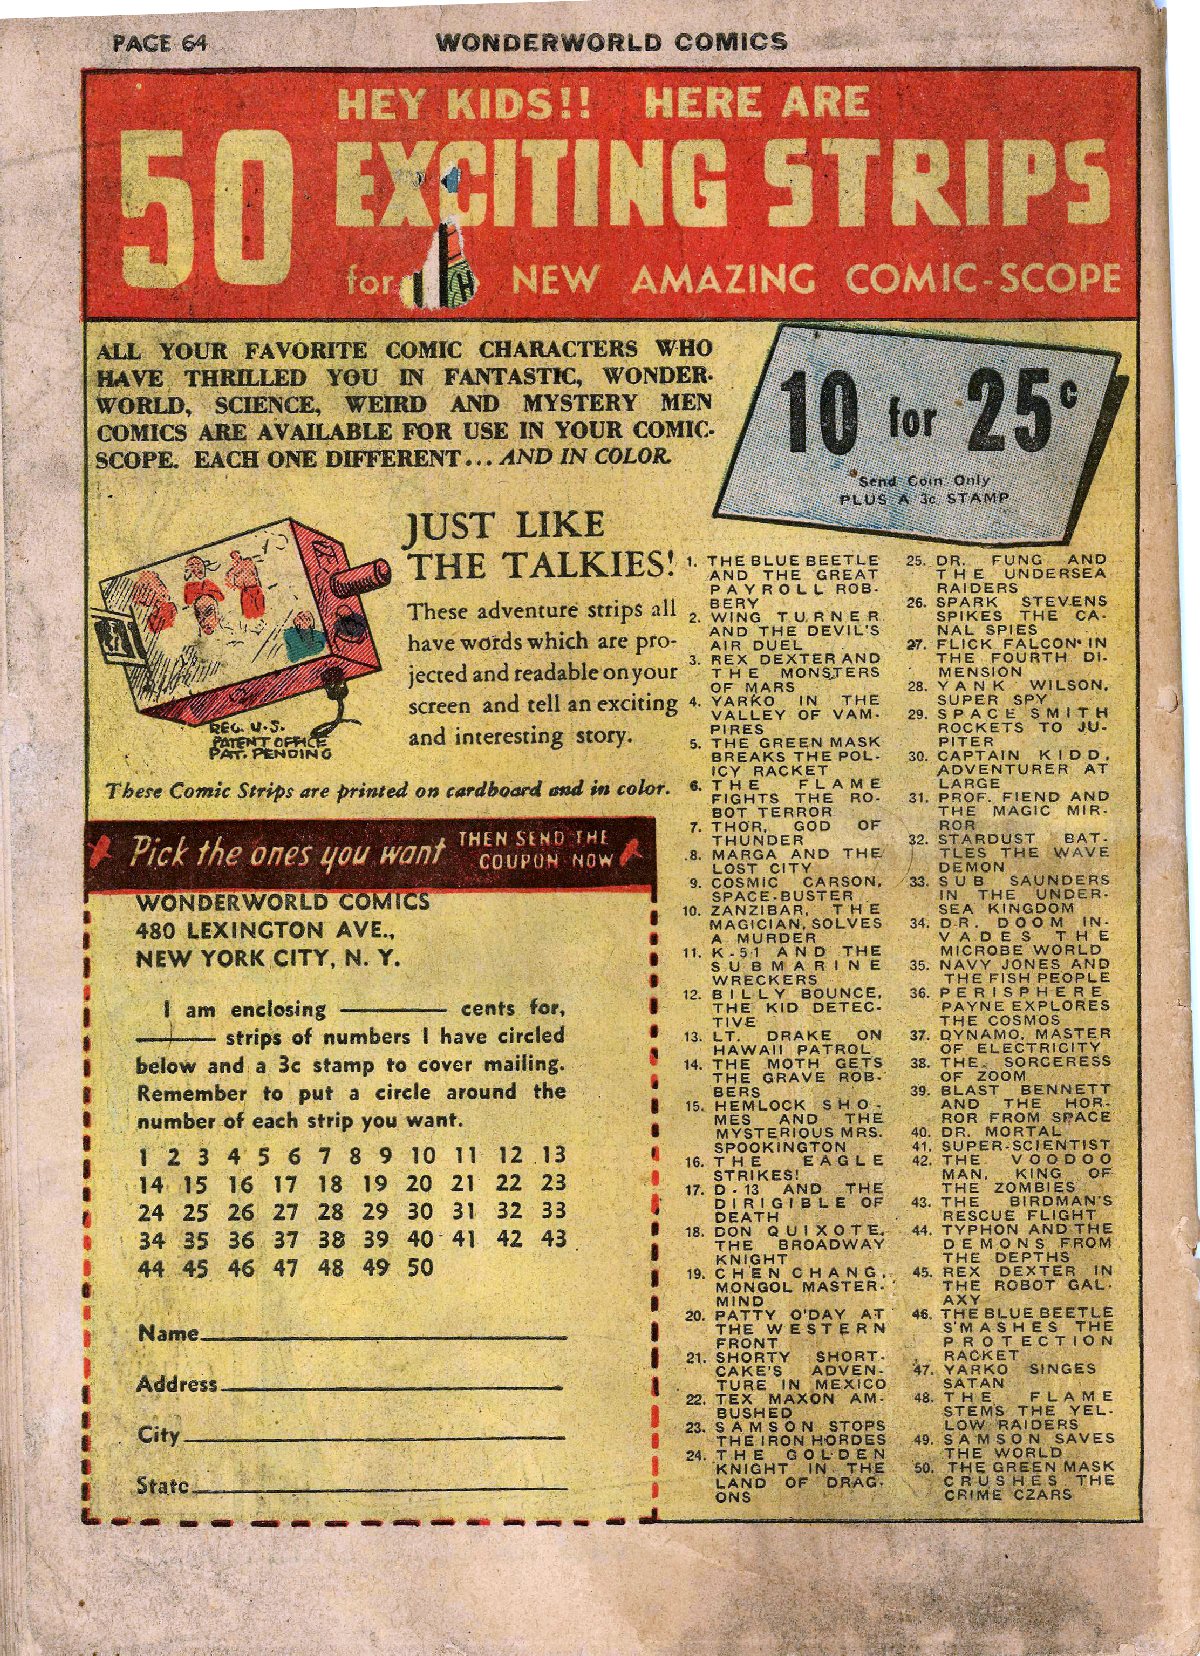 PAGE 64
WONDERWORLD COMICS
HEY KIDS!! HERE ARE
50 EXCITING STRIPS
for NEW AMAZING COMIC-SCOPE
ALL YOUR FAVORITE COMIC CHARACTERS WHO
HAVE THRILLED YOU IN FANTASTIC, WONDER-
WORLD, SCIENCE, WEIRD AND MYSTERY MEN
COMICS ARE AVAILABLE FOR USE IN YOUR COMIC-
SCOPE. EACH ONE DIFFERENT... AND IN COLOR.
10 for 25c
Send Coin Only
PLUS A 3c STAMP
JUST LIKE
THE TALKIES!
These adventure strips all
have words which are pro-
jected and readable on your
screen and tell an exciting
and interesting story.
REG. U.S.
PATENT OFFICE
PAT. PENDING
These Comic Strips are printed on cardboard and in color.
Pick the ones you want THEN SEND THE
COUPON NOW
WONDERWORLD COMICS
480 LEXINGTON AVE.,
NEW YORK CITY, N. Y.
I am enclosing cents for,
strips of numbers I have circled
below and a 3c stamp to cover mailing.
Remember to put a circle around the
number of each strip you want.
1 2 3 4 5 6 7 8 9 10 11 12 13
14 15 16 17 18 19 20 21 22 23
24 25 26 27 28 29 30 31 32 33
34 35 36 37 38 39 40 41 42 43
44 45 46 47 48 49 50
Name
Address
City
State
1. THE BLUE BEETLE
AND THE GREAT
PAYROLL ROB-
BERY
2. WING TURNER
AND THE DEVIL'S
AIR DUEL
3. REX DEXTER AND
THE MONSTERS
OF MARS
4. YARKO IN THE
VALLEY OF VAM-
PIRES
5. THE GREEN MASK
BREAKS THE POL-
ICY RACKET
6. THE FLAME
FIGHTS THE RO-
BOT TERROR
7. THOR, GOD OF
THUNDER
8. MARGA AND THE
LOST CITY
9. COSMIC CARSON,
SPACE-BUSTER
10. ZANZIBAR, THE
MAGICIAN, SOLVES
A MURDER
11. K-51 AND THE
SUBMARINE
WRECKERS
12. BILLY BOUNCE,
THE KID DETEC-
TIVE
13. LT. DRAKE ON
HAWAII PATROL
14. THE MOTH GETS
THE GRAVE ROB-
BERS
15. HEMLOCK SHO-
MES AND THE
MYSTERIOUS MRS.
SPOOKINGTON
16. THE EAGLE
STRIKES!
17. D-13 AND THE
DIRIGIBLE OF
DEATH
18. DON QUIXOTE,
THE BROADWAY
KNIGHT
19. CHEN CHANG,
MONGOL MASTER-
MIND
20. PATTY O'DAY AT
THE WESTERN
FRONT
21. SHORTY SHORT-
CAKE'S ADVEN-
TURE IN MEXICO
22. TEX MAXON AM-
BUSHED
23. SAMSON STOPS
THE IRON HORDES
24. THE GOLDEN
KNIGHT IN THE
LAND OF DRAG-
ONS
25. DR. FUNG AND
THE UNDERSEA
RAIDERS
26. SPARK STEVENS
SPIKES THE CA-
NAL SPIES
27. FLICK FALCON IN
THE FOURTH DI-
MENSION
28. YANK WILSON,
SUPER SPY
29. SPACE SMITH
ROCKETS TO JU-
PITER
30. CAPTAIN KIDD,
ADVENTURER AT
LARGE
31. PROF. FIEND AND
THE MAGIC MIR-
ROR
32. STARDUST BAT-
TLES THE WAVE
DEMON
33. SUB SAUNDERS
IN THE UNDER-
SEA KINGDOM
34. D.R. DOOM IN-
VADES THE
MICROBE WORLD
35. NAVY JONES AND
THE FISH PEOPLE
36. PERISPHERE
PAYNE EXPLORES
THE COSMOS
37. DYNAMO, MASTER
OF ELECTRICITY
38. THE SORCERESS
OF ZOOM
39. BLAST BENNETT
AND THE HOR-
ROR FROM SPACE
40. DR. MORTAL
41. SUPER-SCIENTIST
42. THE VOODOO
MAN, KING OF
THE ZOMBIES
43. THE BIRDMAN'S
RESCUE FLIGHT
44. TYPHON AND THE
DEMONS FROM
THE DEPTHS
45. REX DEXTER IN
THE ROBOT GAL-
AXY
46. THE BLUE BEETLE
SMASHES THE
PROTECTION
RACKET
47. YARKO SINGES
SATAN
48. THE FLAME
STEMS THE YEL-
LOW RAIDERS
49. SAMSON SAVES
THE WORLD
50. THE GREEN MASK
CRUSHES THE
CRIME CZARS